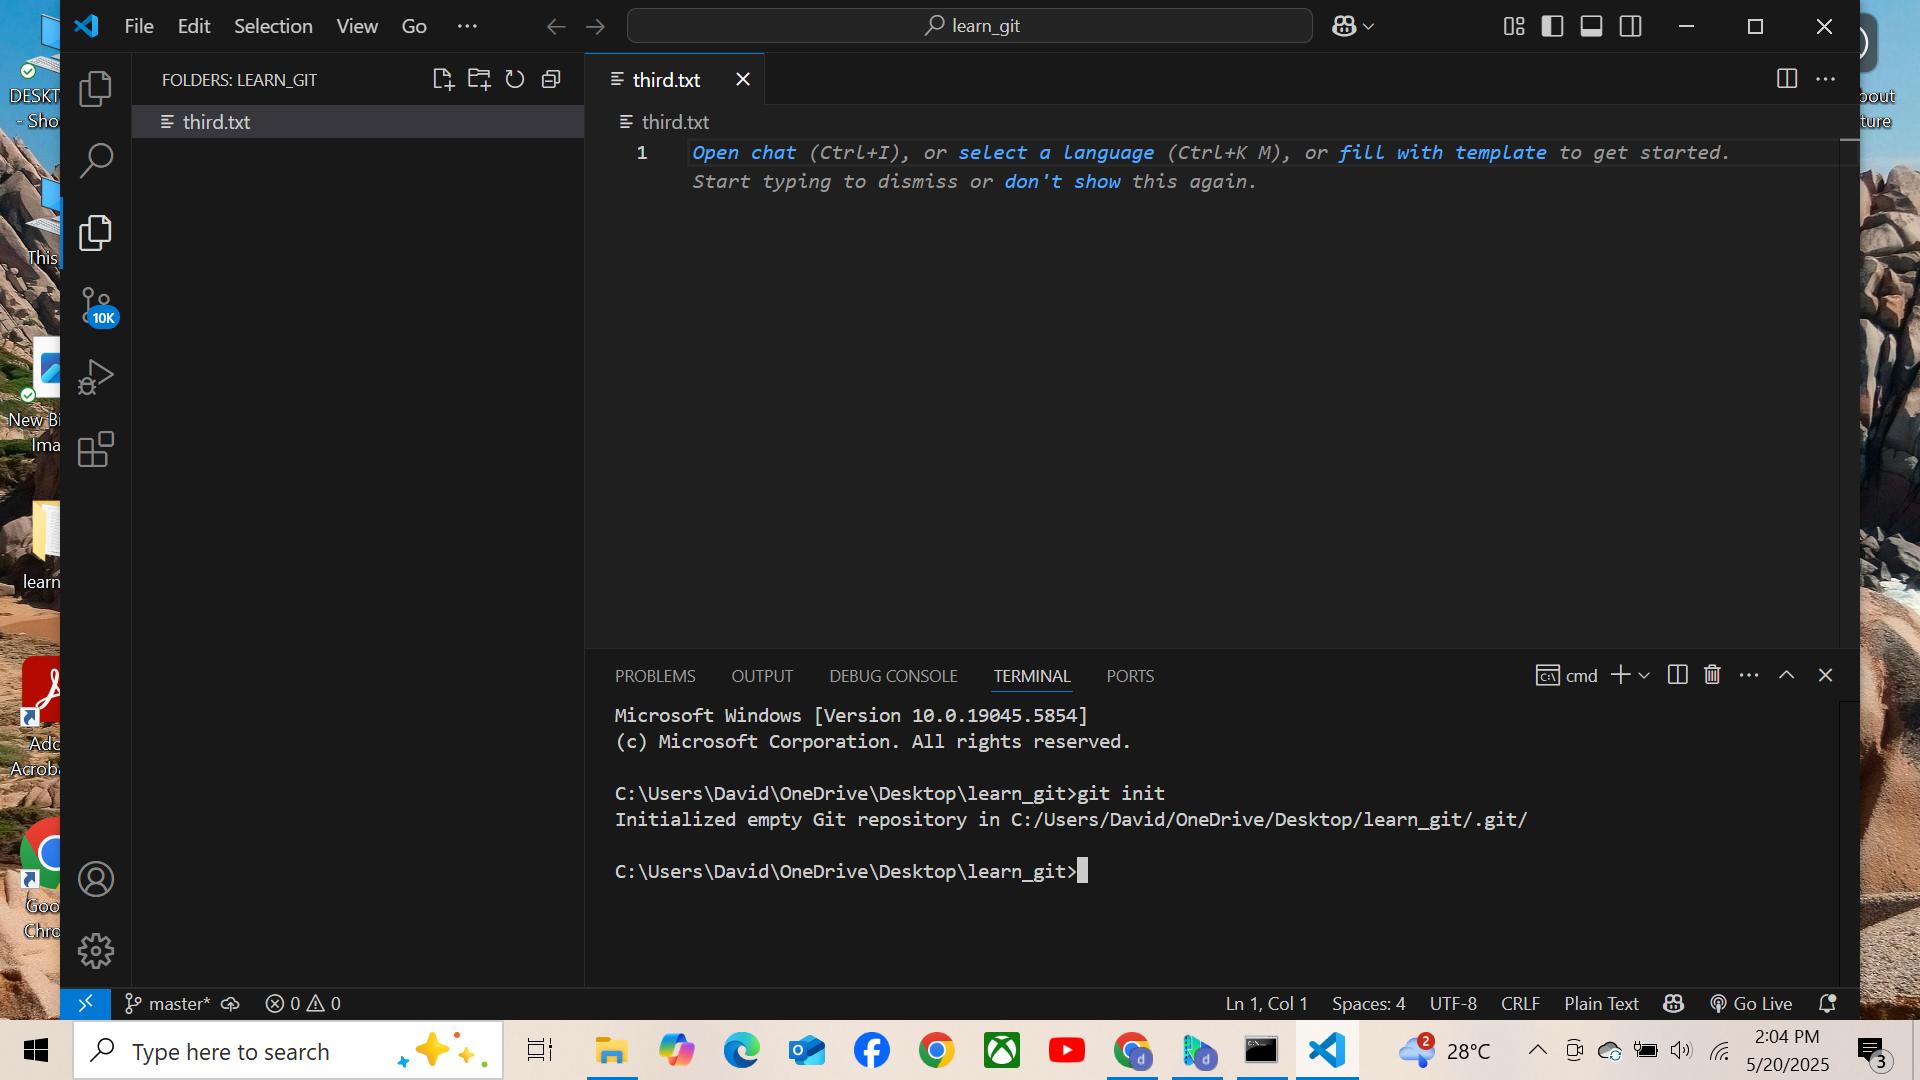 File Edit Selection View Go ···
learn_git
FOLDERS: LEARN_GIT
third.txt
third.txt
third.txt
1 Open chat (Ctrl+I), or select a language (Ctrl+K M), or fill with template to get started.
Start typing to dismiss or don't show this again.
10K
PROBLEMS OUTPUT DEBUG CONSOLE TERMINAL PORTS
cmd
Microsoft Windows [Version 10.0.19045.5854]
(c) Microsoft Corporation. All rights reserved.
C:\Users\David\OneDrive\Desktop\learn_git>git init
Initialized empty Git repository in C:/Users/David/OneDrive/Desktop/learn_git/.git/
C:\Users\David\OneDrive\Desktop\learn_git>
master* 0 0
Ln 1, Col 1 Spaces: 4 UTF-8 CRLF Plain Text Go Live
DESKT
- Sho
This
New Bi
Ima
learn
Ado
Acroba
Goo
Chro
bout
ture
Type here to search
d
d
2
28°C
2:04 PM
5/20/2025
3